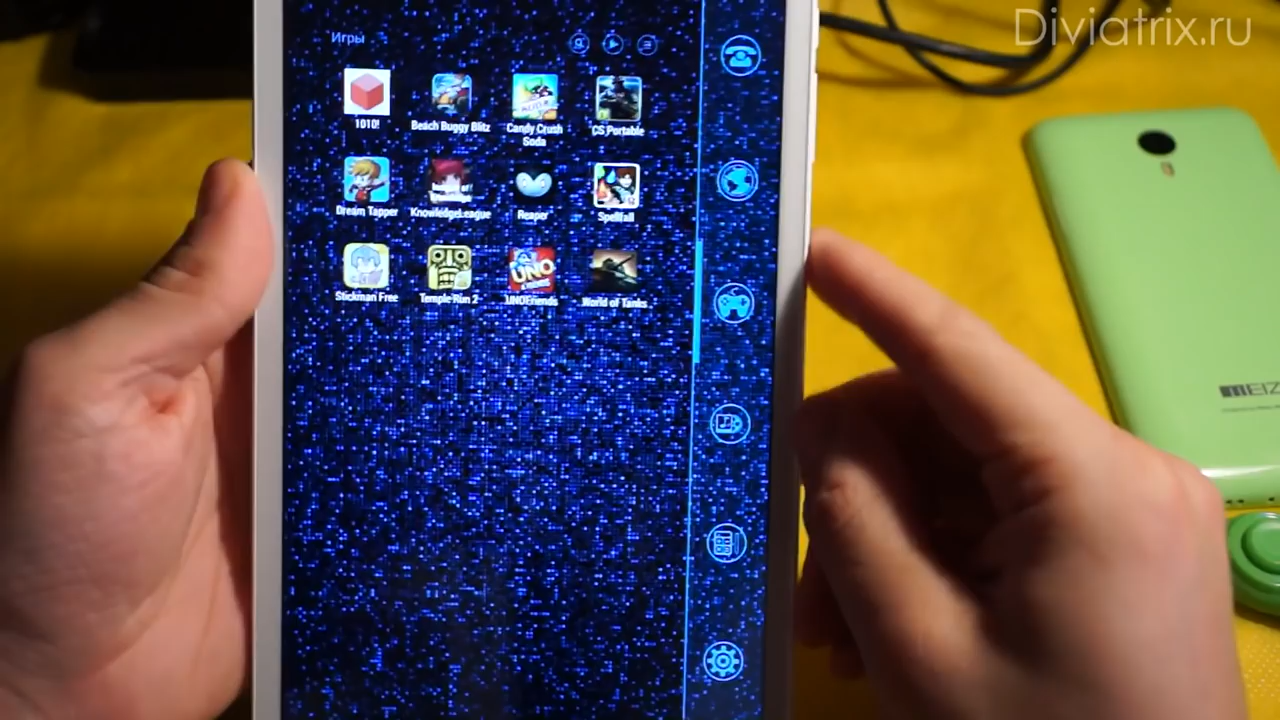 Diviatrix.ru
Игры
1010!
Beach Buggy Blitz
Candy Crush
Soda
CS Portable
Dream Tapper
KnowledgeLeague
Reaper
Spellfall
Stickman Free
Temple Run 2
UNOFriends
World of Tanks
UNO
MEIZ